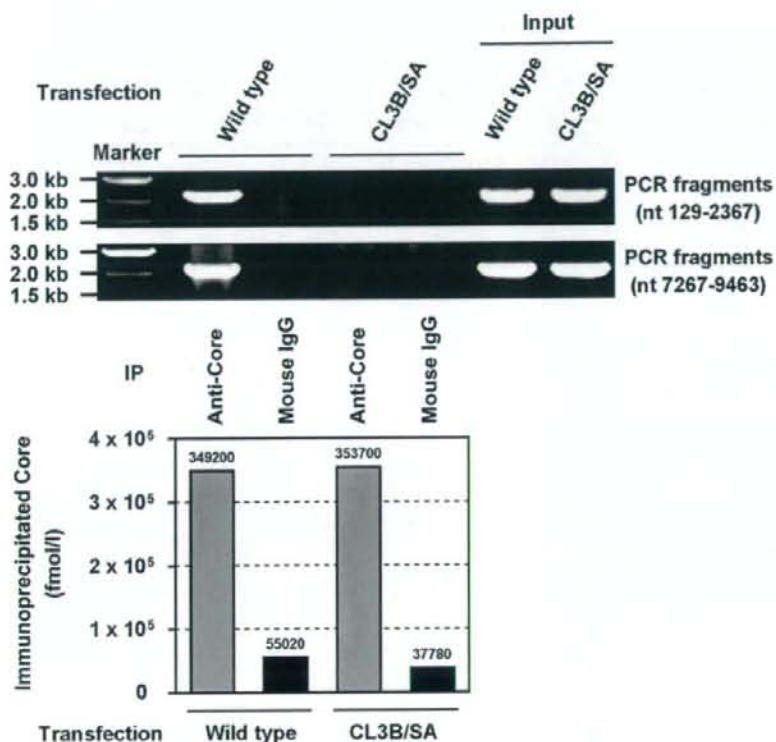 Input
Transfection
Wild type
CL3B/SA
Wild type
CL3B/SA
Marker
3.0 kb
2.0 kb
1.5 kb
PCR fragments
(nt 129-2367)
3.0 kb
2.0 kb
1.5 kb
PCR fragments
(nt 7267-9463)
IP
Anti-Core
Mouse IgG
Anti-Core
Mouse IgG
Immunoprecipitated Core
(fmol/l)
4 x 10⁵
3 x 10⁵
2 x 10⁵
1 x 10⁵
0
349200
55020
353700
37780
Transfection
Wild type
CL3B/SA